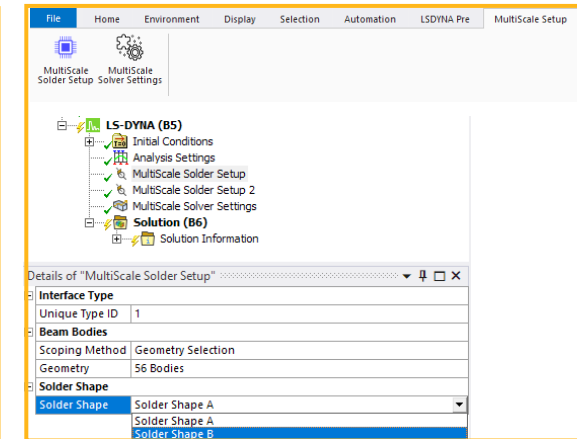 File Home Environment Display Selection Automation LSDYNA Pre MultiScale Setup
MultiScale MultiScale
Solder Setup Solver Settings
LS-DYNA (B5)
T=0 Initial Conditions
Analysis Settings
MultiScale Solder Setup
MultiScale Solder Setup 2
MultiScale Solver Settings
Solution (B6)
Solution Information
Details of "MultiScale Solder Setup"
Interface Type
Unique Type ID 1
Beam Bodies
Scoping Method Geometry Selection
Geometry 56 Bodies
Solder Shape
Solder Shape Solder Shape A
Solder Shape A
Solder Shape B